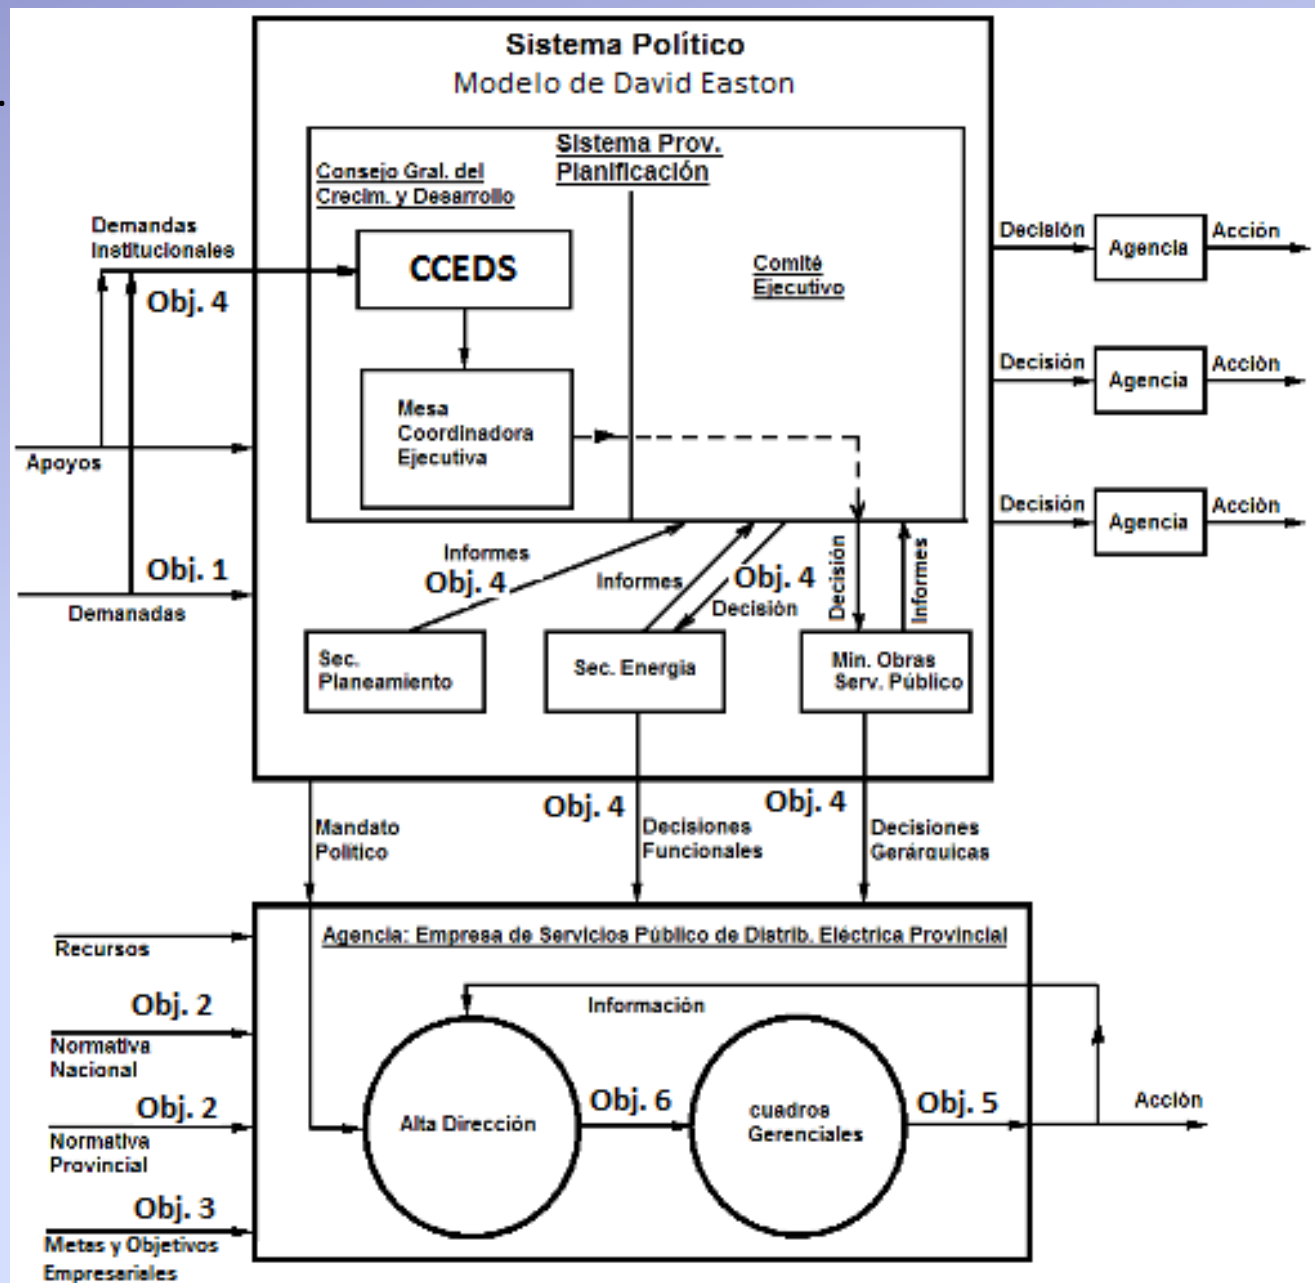 Sistema Político
Modelo de David Easton
Sistema Prov.
Planificación
Consejo Gral. del
Crecim. y Desarrollo
CCEDS
Comité
Ejecutivo
Mesa
Coordinadora
Ejecutiva
Demandas
Institucionales
Obj. 4
Apoyos
Obj. 1
Demanadas
Decisión
Agencia
Acción
Decisión
Agencia
Acción
Decisión
Agencia
Acción
Informes
Obj. 4
Informes
Obj. 4
Decisión
Decisión
Informes
Sec.
Planeamiento
Sec. Energia
Min. Obras
Serv. Público
Mandato
Político
Obj. 4
Decisiones
Funcionales
Obj. 4
Decisiones
Gerárquicas
Agencia: Empresa de Servicios Público de Distrib. Eléctrica Provincial
Recursos
Obj. 2
Normativa
Nacional
Obj. 2
Normativa
Provincial
Obj. 3
Metas y Objetivos
Empresariales
Información
Alta Dirección
Obj. 6
cuadros
Gerenciales
Obj. 5
Acción